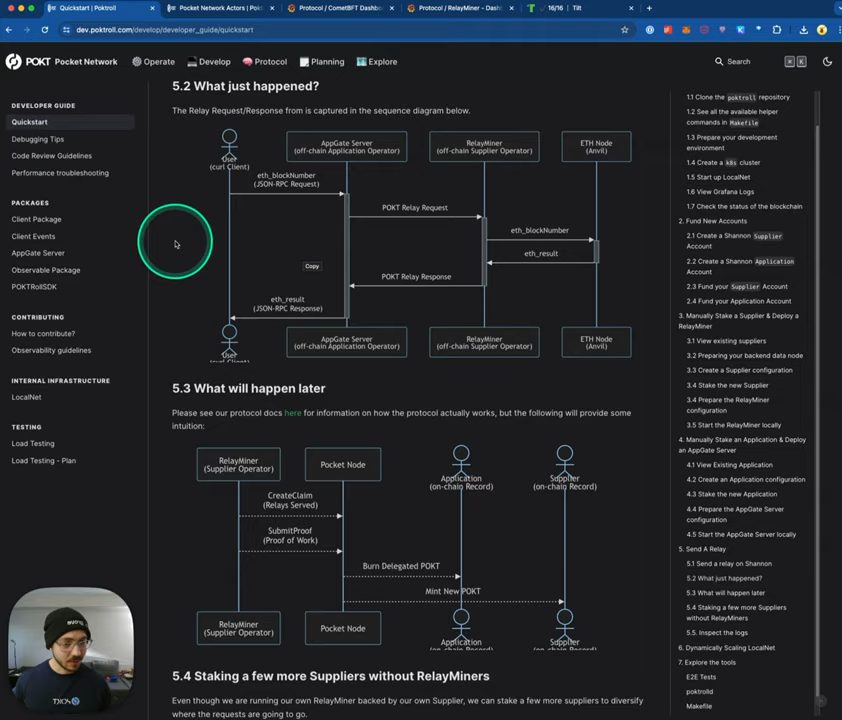 Quickstart | Poktroll
Pocket Network Actors | Pokt
Protocol / CometBFT Dashbo
Protocol / RelayMiner - Dash
16/16 | Tilt
dev.poktroll.com/develop/developer_guide/quickstart
POKT Pocket Network
Operate
Develop
Protocol
Planning
Explore
Search
⌘ K
DEVELOPER GUIDE
Quickstart
Debugging Tips
Code Review Guidelines
Performance troubleshooting
PACKAGES
Client Package
Client Events
AppGate Server
Observable Package
POKTRollSDK
CONTRIBUTING
How to contribute?
Observability guidelines
INTERNAL INFRASTRUCTURE
LocalNet
TESTING
Load Testing
Load Testing - Plan
5.2 What just happened?
The Relay Request/Response from is captured in the sequence diagram below.
User
(curl Client)
AppGate Server
(off-chain Application Operator)
RelayMiner
(off-chain Supplier Operator)
ETH Node
(Anvil)
eth_blockNumber
(JSON-RPC Request)
POKT Relay Request
eth_blockNumber
eth_result
Copy
POKT Relay Response
eth_result
(JSON-RPC Response)
User
(curl Client)
AppGate Server
(off-chain Application Operator)
RelayMiner
(off-chain Supplier Operator)
ETH Node
(Anvil)
5.3 What will happen later
Please see our protocol docs here for information on how the protocol actually works, but the following will provide some
intuition:
RelayMiner
(Supplier Operator)
Pocket Node
Application
(on-chain Record)
Supplier
(on-chain Record)
CreateClaim
(Relays Served)
SubmitProof
(Proof of Work)
Burn Delegated POKT
Mint New POKT
RelayMiner
(Supplier Operator)
Pocket Node
Application
(on-chain Record)
Supplier
(on-chain Record)
5.4 Staking a few more Suppliers without RelayMiners
Even though we are running our own RelayMiner backed by our own Supplier, we can stake a few more suppliers to diversify
where the requests are going to go.
1.1 Clone the poktroll repository
1.2 See all the available helper
commands in Makefile
1.3 Prepare your development
environment
1.4 Create a k8s cluster
1.5 Start up LocalNet
1.6 View Grafana Logs
1.7 Check the status of the blockchain
2. Fund New Accounts
2.1 Create a Shannon Supplier
Account
2.2 Create a Shannon Application
Account
2.3 Fund your Supplier Account
2.4 Fund your Application Account
3. Manually Stake a Supplier & Deploy a
RelayMiner
3.1 View existing suppliers
3.2 Preparing your backend data node
3.3 Create a Supplier configuration
3.4 Stake the new Supplier
3.4 Prepare the RelayMiner
configuration
3.5 Start the RelayMiner locally
4. Manually Stake an Application & Deploy
an AppGate Server
4.1 View Existing Application
4.2 Create an Application configuration
4.3 Stake the new Application
4.4 Prepare the AppGate Server
configuration
4.5 Start the AppGate Server locally
5. Send A Relay
5.1 Send a relay on Shannon
5.2 What just happened?
5.3 What will happen later
5.4 Staking a few more Suppliers
without RelayMiners
5.5. Inspect the logs
6. Dynamically Scaling LocalNet
7. Explore the tools
E2E Tests
poktrolld
Makefile